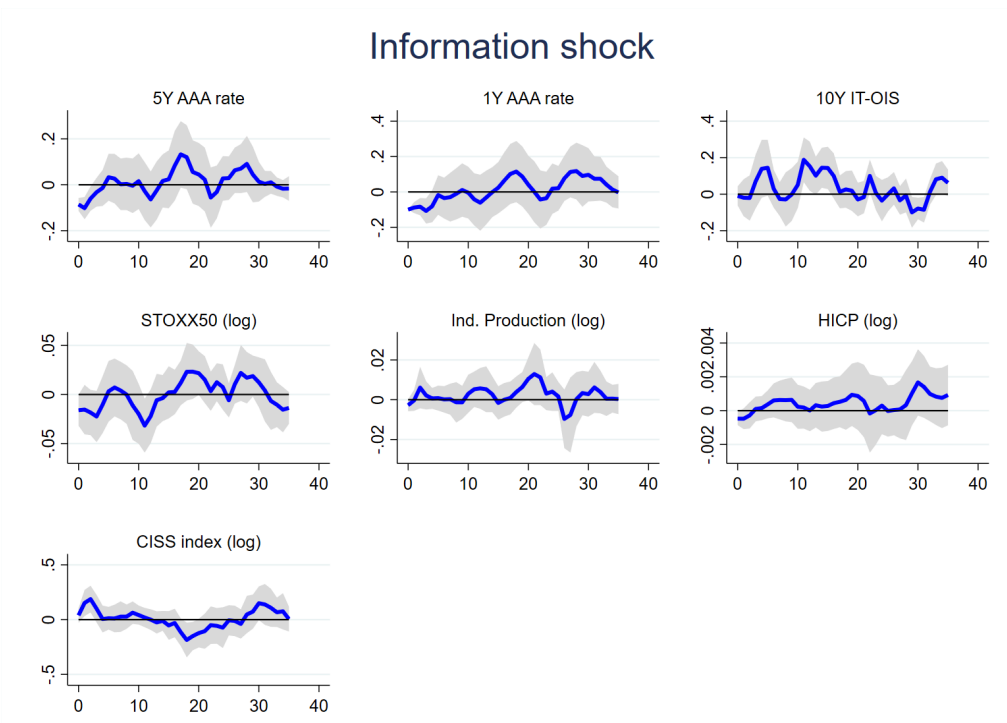 Information shock
5Y AAA rate
.2
0
-.2
0 10 20 30 40
1Y AAA rate
.4
.2
0
-.2
0 10 20 30 40
10Y IT-OIS
.4
.2
0
-.2
0 10 20 30 40
STOXX50 (log)
.05
0
-.05
0 10 20 30 40
Ind. Production (log)
.02
0
-.02
0 10 20 30 40
HICP (log)
.004
.002
0
-.002
0 10 20 30 40
CISS index (log)
.5
0
-.5
0 10 20 30 40